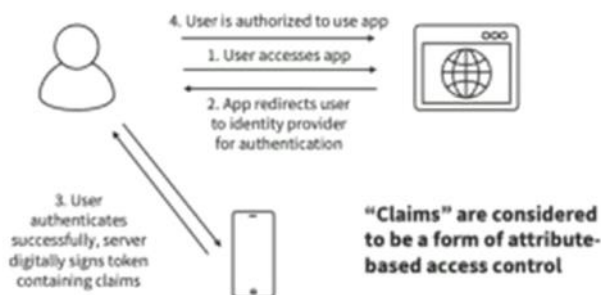 4. User is authorized to use app
1. User accesses app
2. App redirects user
to identity provider
for authentication
3. User
authenticates
successfully, server
digitally signs token
containing claims
“Claims” are considered
to be a form of attribute-
based access control